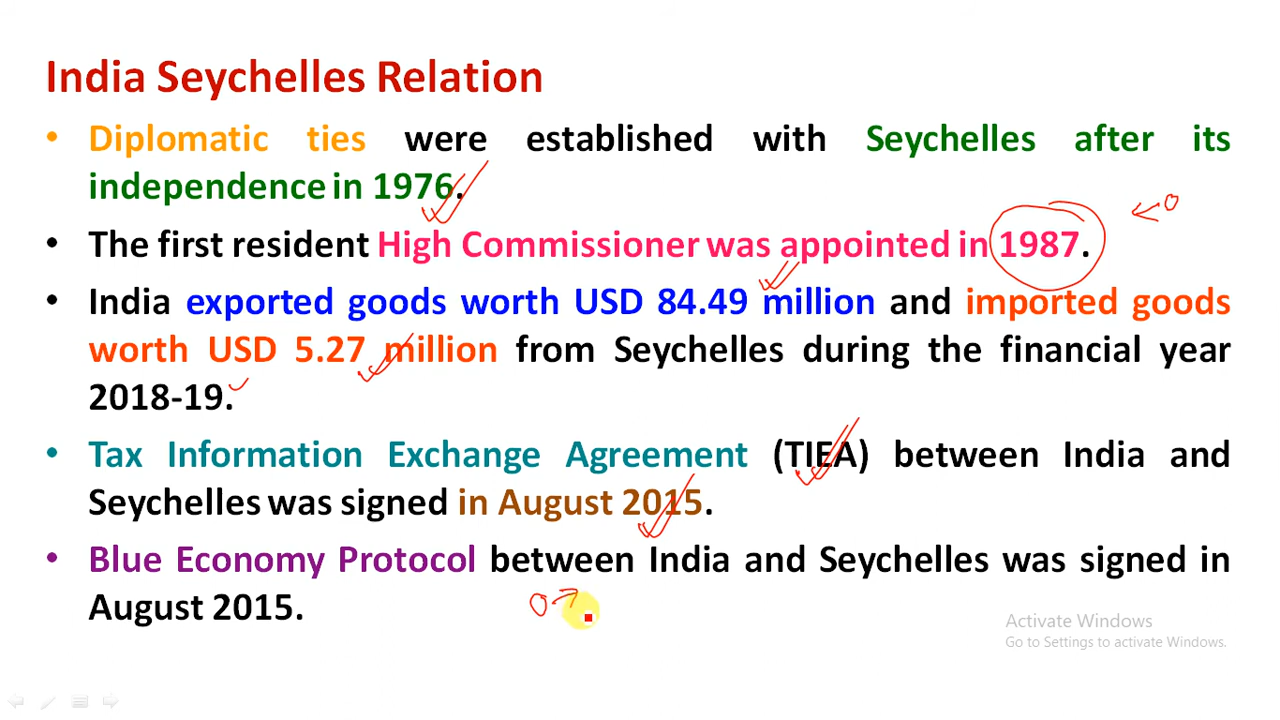 India Seychelles Relation
• Diplomatic ties were established with Seychelles after its
independence in 1976.
• The first resident High Commissioner was appointed in 1987.
• India exported goods worth USD 84.49 million and imported goods
worth USD 5.27 million from Seychelles during the financial year
2018-19.
• Tax Information Exchange Agreement (TIEA) between India and
Seychelles was signed in August 2015.
• Blue Economy Protocol between India and Seychelles was signed in
August 2015.
Activate Windows
Go to Settings to activate Windows.